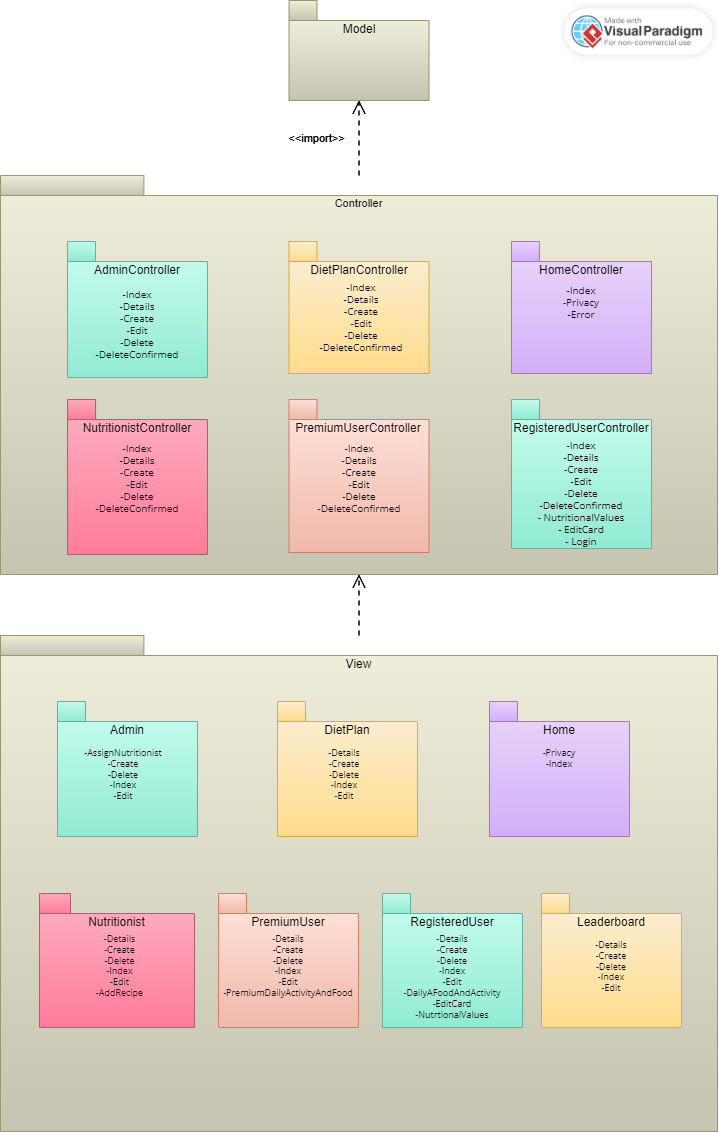 Model
Made with
Visual Paradigm
For non-commercial use
<<import>>
Controller
AdminController
-Index
-Details
-Create
-Edit
-Delete
-DeleteConfirmed
DietPlanController
-Index
-Details
-Create
-Edit
-Delete
-DeleteConfirmed
HomeController
-Index
-Privacy
-Error
NutritionistController
-Index
-Details
-Create
-Edit
-Delete
-DeleteConfirmed
PremiumUserController
-Index
-Details
-Create
-Edit
-Delete
-DeleteConfirmed
RegisteredUserController
-Index
-Details
-Create
-Edit
-Delete
-DeleteConfirmed
- NutritionalValues
- EditCard
- Login
View
Admin
-AssignNutritionist
-Create
-Delete
-Index
-Edit
DietPlan
-Details
-Create
-Delete
-Index
-Edit
Home
-Privacy
-Index
Nutritionist
-Details
-Create
-Delete
-Index
-Edit
-AddRecipe
PremiumUser
-Details
-Create
-Delete
-Index
-Edit
-PremiumDailyActivityAndFood
RegisteredUser
-Details
-Create
-Delete
-Index
-Edit
-DailyAFoodAndActivity
-EditCard
-NutrtionalValues
Leaderboard
-Details
-Create
-Delete
-Index
-Edit